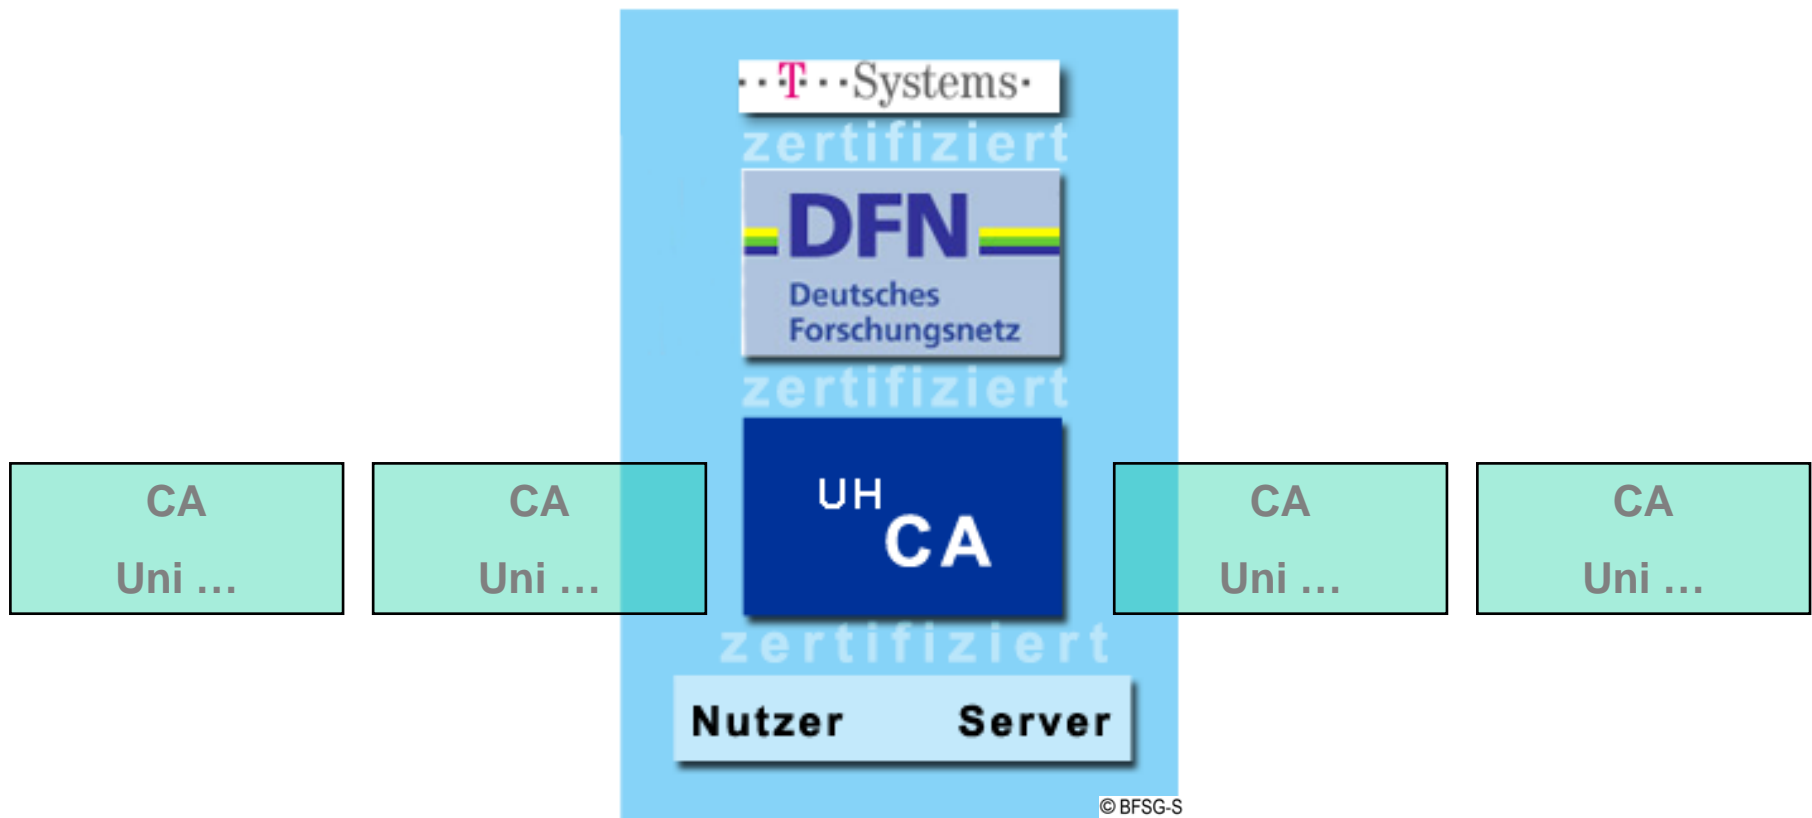 ··T··Systems·
zertifiziert
DFN
Deutsches
Forschungsnetz
zertifiziert
CA
Uni …
CA
Uni …
UH
CA
CA
Uni …
CA
Uni …
zertifiziert
Nutzer Server
© BFSG-S